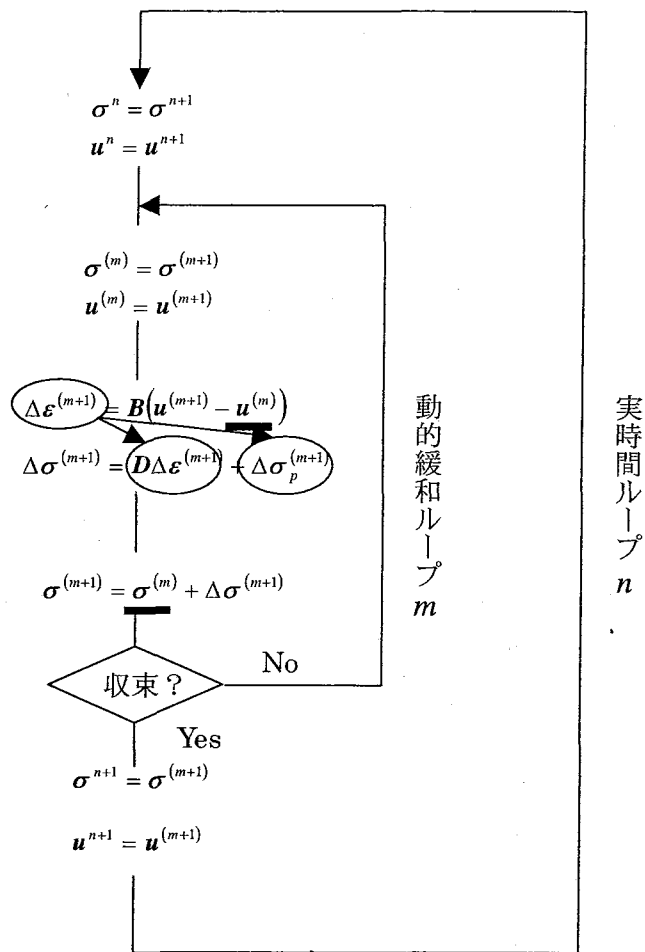 σ^n = σ^{n+1}
u^n = u^{n+1}
σ^{(m)} = σ^{(m+1)}
u^{(m)} = u^{(m+1)}
Δε^{(m+1)} = B(u^{(m+1)} − u^{(m)})
Δσ^{(m+1)} = DΔε^{(m+1)} + Δσ_p^{(m+1)}
σ^{(m+1)} = σ^{(m)} + Δσ^{(m+1)}
収束？
No
Yes
σ^{n+1} = σ^{(m+1)}
u^{n+1} = u^{(m+1)}
動的緩和ループ m
実時間ループ n